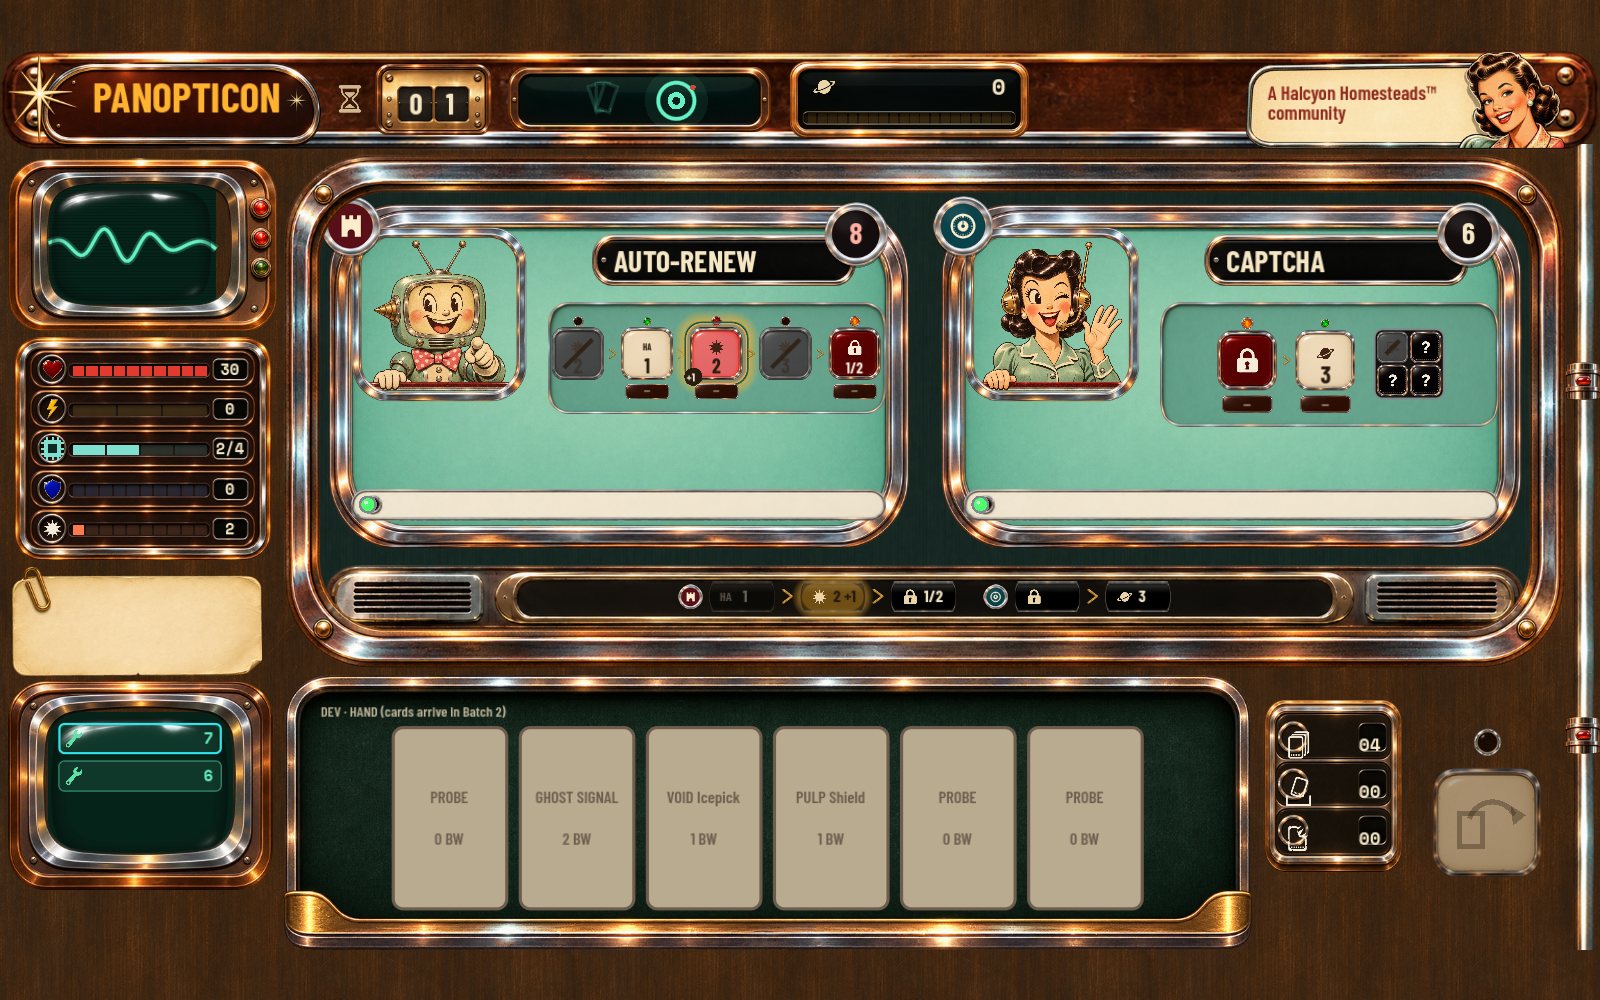 PANOPTICON
0 1
0
A Halcyon Homesteads™
community
30
0
2/4
0
2
8
AUTO-RENEW
2
HA
1
2
+1
3
1/2
6
CAPTCHA
3
?
? ?
HA 1
2 +1
1/2
3
7
6
DEV · HAND (cards arrive in Batch 2)
PROBE
0 BW
GHOST SIGNAL
2 BW
VOID Icepick
1 BW
PULP Shield
1 BW
PROBE
0 BW
PROBE
0 BW
04
00
00